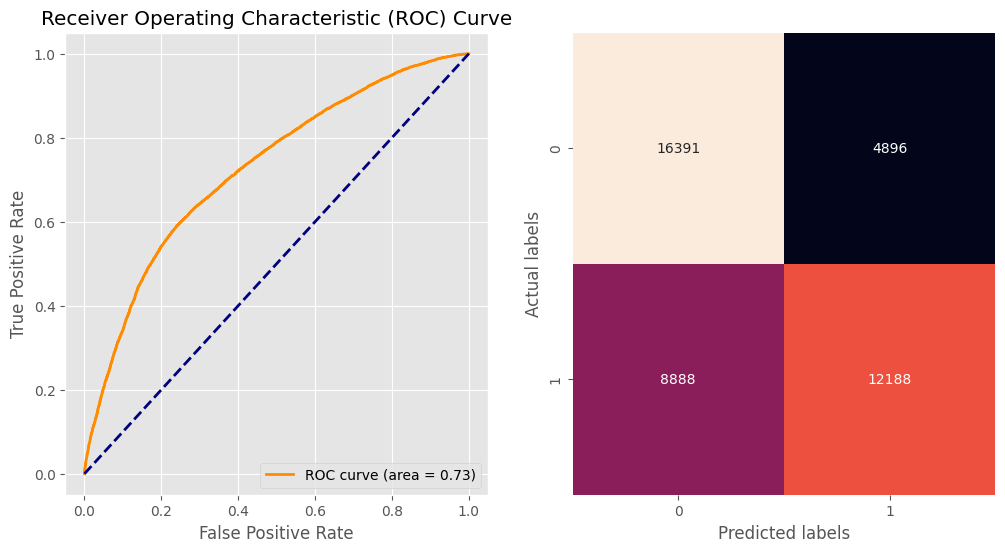 Receiver Operating Characteristic (ROC) Curve
True Positive Rate
1.0
0.8
0.6
0.4
0.2
0.0
ROC curve (area = 0.73)
0.0 0.2 0.4 0.6 0.8 1.0
False Positive Rate
Actual labels
0
1
16391 4896
8888 12188
0 1
Predicted labels